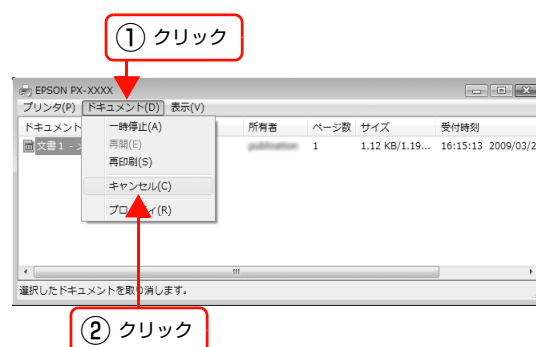 ① クリック
EPSON PX-XXXX
プリンタ(P) ドキュメント(D) 表示(V)
ドキュメント 所有者 ページ数 サイズ 受付時刻
文書1 - 1 1.12 KB/1.19... 16:15:13 2009/03/2
一時停止(A)
再開(E)
再印刷(S)
キャンセル(C)
プロ ティ(R)
選択したドキュメントを取り消します。
② クリック